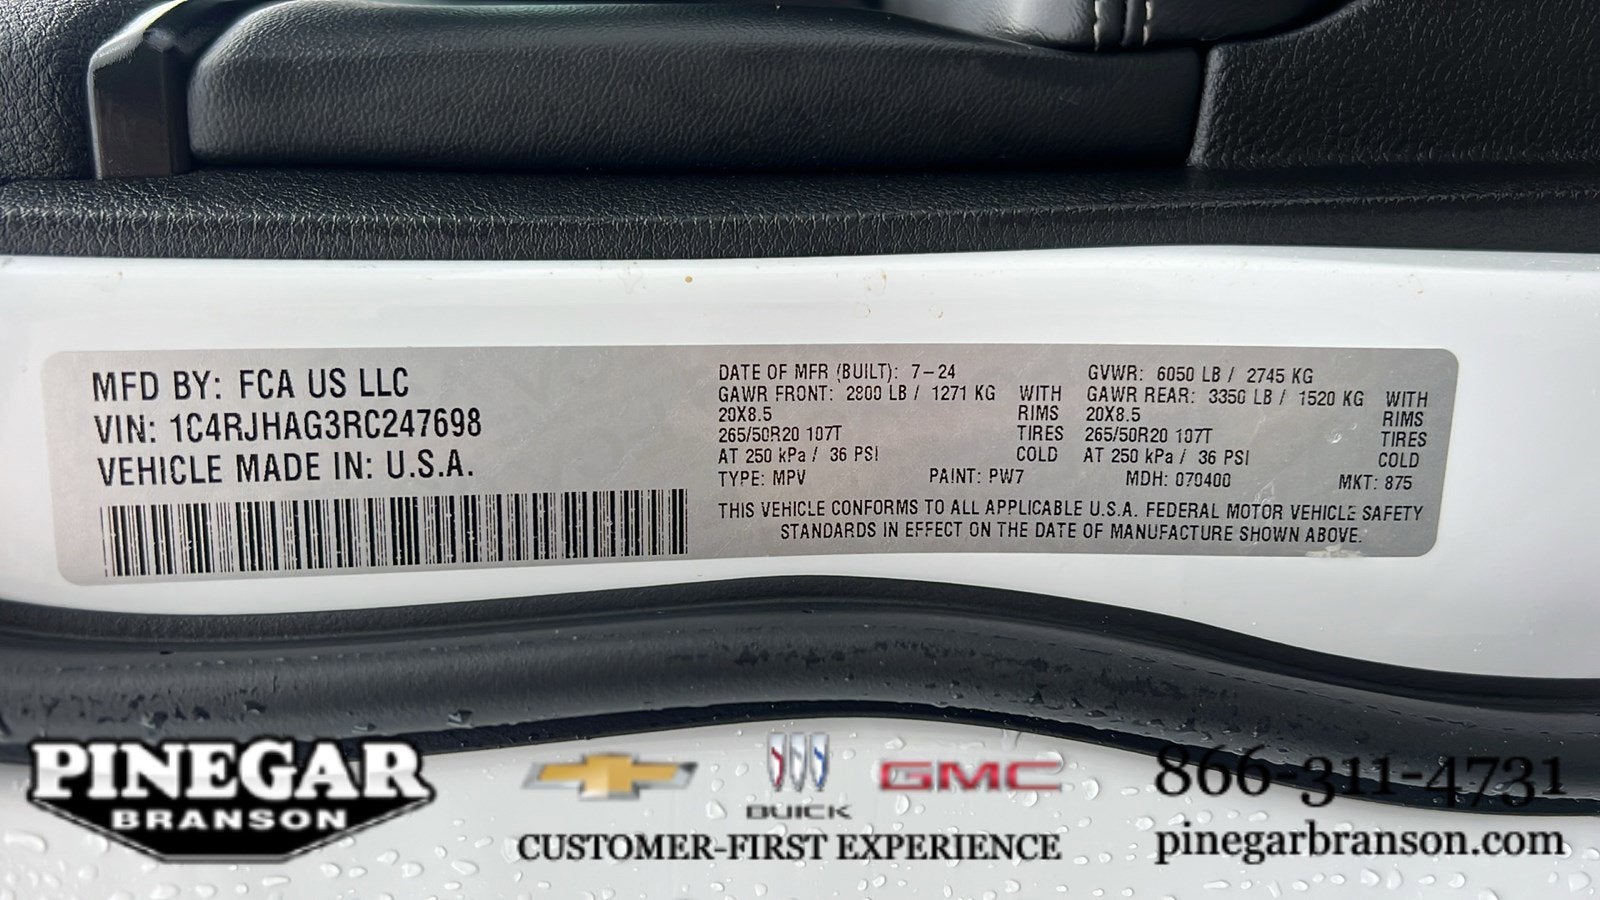 MFD BY: FCA US LLC
VIN: 1C4RJHAG3RC247698
VEHICLE MADE IN: U.S.A.
DATE OF MFR (BUILT): 7-24
GAWR FRONT: 2800 LB / 1271 KG WITH
20X8.5 RIMS
265/50R20 107T TIRES
AT 250 kPa / 36 PSI COLD
GVWR: 6050 LB / 2745 KG
GAWR REAR: 3350 LB / 1520 KG WITH
20X8.5 RIMS
265/50R20 107T TIRES
AT 250 kPa / 36 PSI COLD
TYPE: MPV PAINT: PW7 MDH: 070400 MKT: 875
THIS VEHICLE CONFORMS TO ALL APPLICABLE U.S.A. FEDERAL MOTOR VEHICLE SAFETY
STANDARDS IN EFFECT ON THE DATE OF MANUFACTURE SHOWN ABOVE.
PINEGAR
BRANSON
BUICK
GMC
CUSTOMER-FIRST EXPERIENCE
866-311-4731
pinegarbranson.com